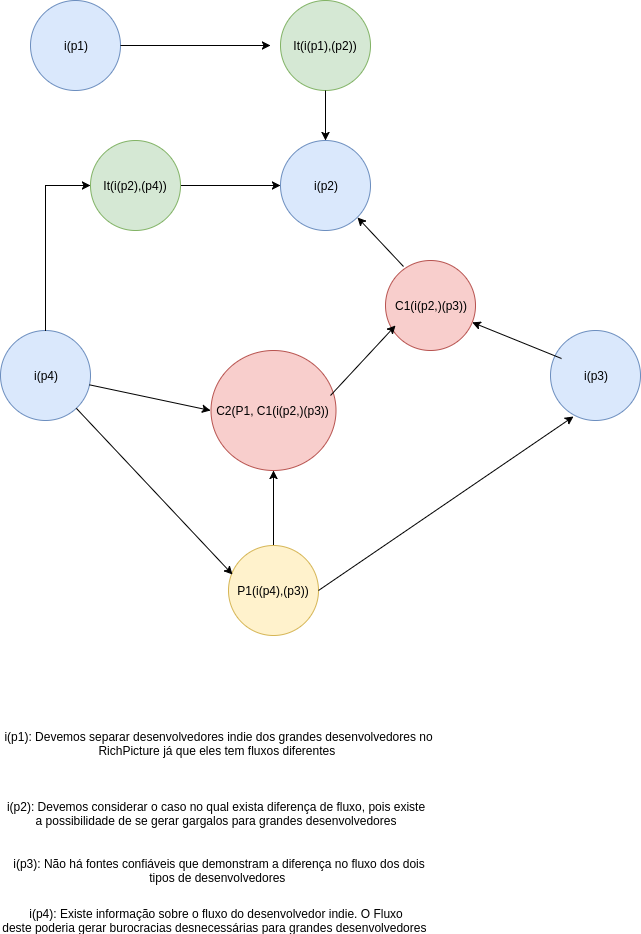 i(p1)
It(i(p1),(p2))
It(i(p2),(p4))
i(p2)
C1(i(p2,)(p3))
i(p4)
C2(P1, C1(i(p2,)(p3))
i(p3)
P1(i(p4),(p3))
i(p1): Devemos separar desenvolvedores indie dos grandes desenvolvedores no
RichPicture já que eles tem fluxos diferentes
i(p2): Devemos considerar o caso no qual exista diferença de fluxo, pois existe
a possibilidade de se gerar gargalos para grandes desenvolvedores
i(p3): Não há fontes confiáveis que demonstram a diferença no fluxo dos dois
tipos de desenvolvedores
i(p4): Existe informação sobre o fluxo do desenvolvedor indie. O Fluxo
deste poderia gerar burocracias desnecessárias para grandes desenvolvedores